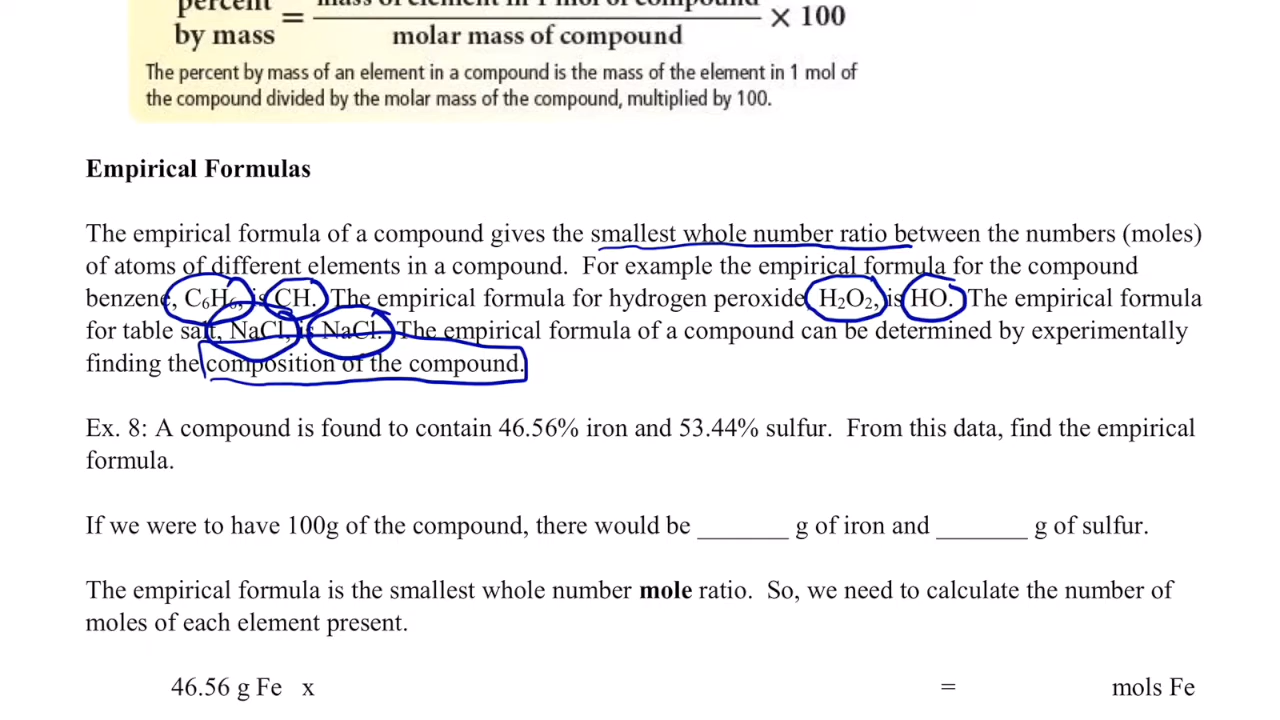 percent
mass of element in 1 mol of compound
=
× 100
by mass
molar mass of compound
The percent by mass of an element in a compound is the mass of the element in 1 mol of
the compound divided by the molar mass of the compound, multiplied by 100.
Empirical Formulas
The empirical formula of a compound gives the smallest whole number ratio between the numbers (moles)
of atoms of different elements in a compound. For example the empirical formula for the compound
benzene, C₆H₆, is CH. The empirical formula for hydrogen peroxide, H₂O₂, is HO. The empirical formula
for table salt, NaCl, is NaCl. The empirical formula of a compound can be determined by experimentally
finding the composition of the compound.
Ex. 8: A compound is found to contain 46.56% iron and 53.44% sulfur. From this data, find the empirical
formula.
If we were to have 100g of the compound, there would be _______ g of iron and _______ g of sulfur.
The empirical formula is the smallest whole number mole ratio. So, we need to calculate the number of
moles of each element present.
46.56 g Fe x = mols Fe